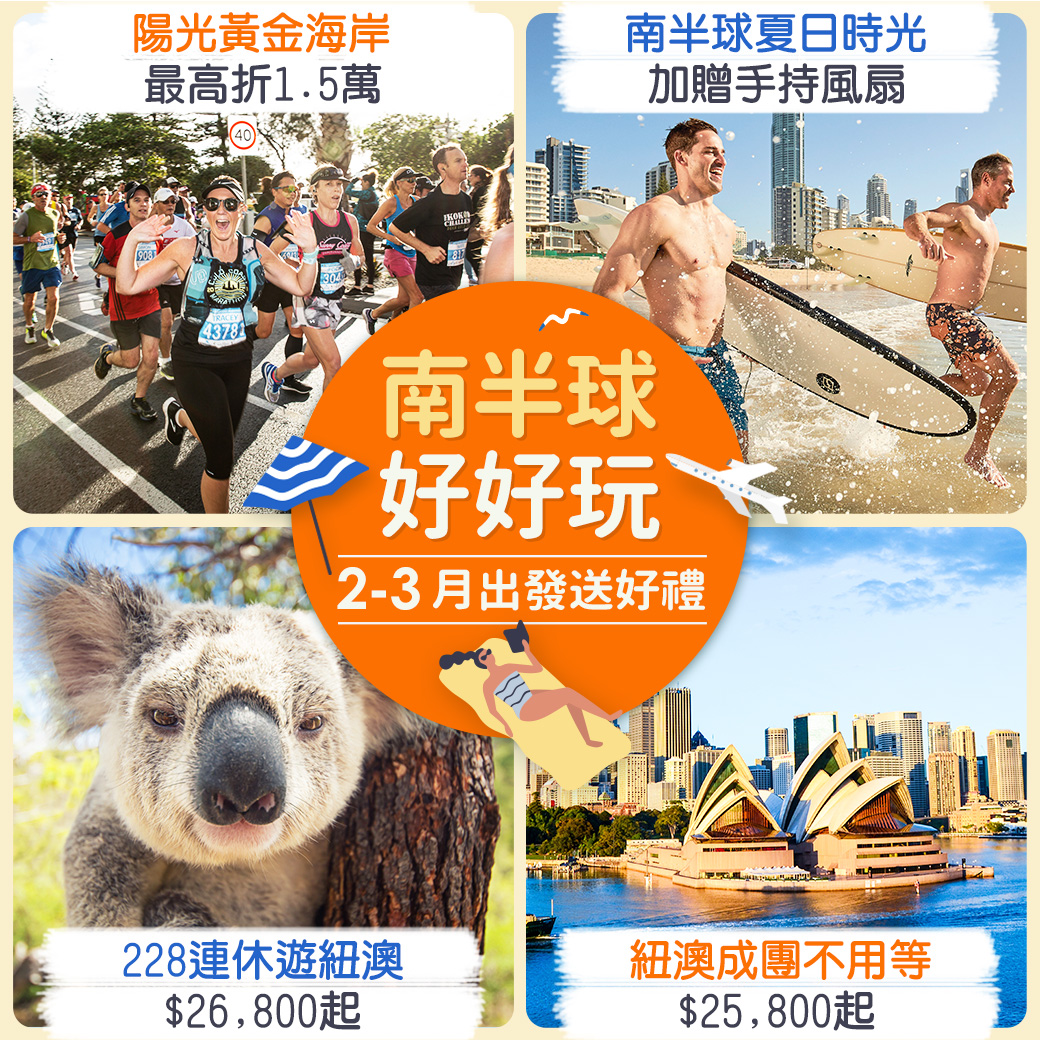 陽光黃金海岸
最高折1.5萬
南半球夏日時光
加贈手持風扇
40
43781
TRACEY
南半球
好好玩
2-3月出發送好禮
228連休遊紐澳
$26,800起
紐澳成團不用等
$25,800起